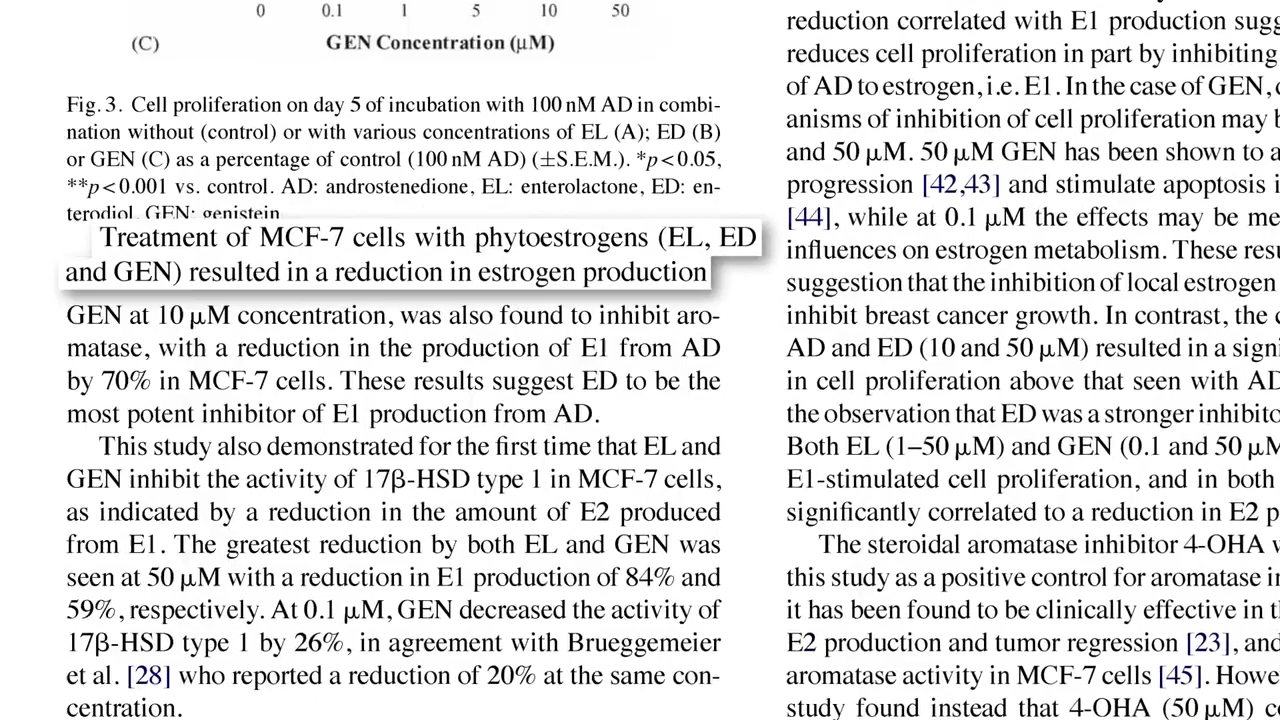 0 0.1 1 5 10 50
(C) GEN Concentration (μM)
Fig. 3. Cell proliferation on day 5 of incubation with 100 nM AD in combi-
nation without (control) or with various concentrations of EL (A); ED (B)
or GEN (C) as a percentage of control (100 nM AD) (±S.E.M.). *p<0.05,
**p<0.001 vs. control. AD: androstenedione, EL: enterolactone, ED: en-
terodiol, GEN: genistein
Treatment of MCF-7 cells with phytoestrogens (EL, ED
and GEN) resulted in a reduction in estrogen production
GEN at 10 μM concentration, was also found to inhibit aro-
matase, with a reduction in the production of E1 from AD
by 70% in MCF-7 cells. These results suggest ED to be the
most potent inhibitor of E1 production from AD.
This study also demonstrated for the first time that EL and
GEN inhibit the activity of 17β-HSD type 1 in MCF-7 cells,
as indicated by a reduction in the amount of E2 produced
from E1. The greatest reduction by both EL and GEN was
seen at 50 μM with a reduction in E1 production of 84% and
59%, respectively. At 0.1 μM, GEN decreased the activity of
17β-HSD type 1 by 26%, in agreement with Brueggemeier
et al. [28] who reported a reduction of 20% at the same con-
centration.
reduction correlated with E1 production sugg
reduces cell proliferation in part by inhibiting
of AD to estrogen, i.e. E1. In the case of GEN,
anisms of inhibition of cell proliferation may b
and 50 μM. 50 μM GEN has been shown to a
progression [42,43] and stimulate apoptosis i
[44], while at 0.1 μM the effects may be me
influences on estrogen metabolism. These resu
suggestion that the inhibition of local estrogen
inhibit breast cancer growth. In contrast, the c
AD and ED (10 and 50 μM) resulted in a signi
in cell proliferation above that seen with AD
the observation that ED was a stronger inhibito
Both EL (1–50 μM) and GEN (0.1 and 50 μM
E1-stimulated cell proliferation, and in both
significantly correlated to a reduction in E2 p
The steroidal aromatase inhibitor 4-OHA w
this study as a positive control for aromatase in
it has been found to be clinically effective in th
E2 production and tumor regression [23], and
aromatase activity in MCF-7 cells [45]. Howe
study found instead that 4-OHA (50 μM) co